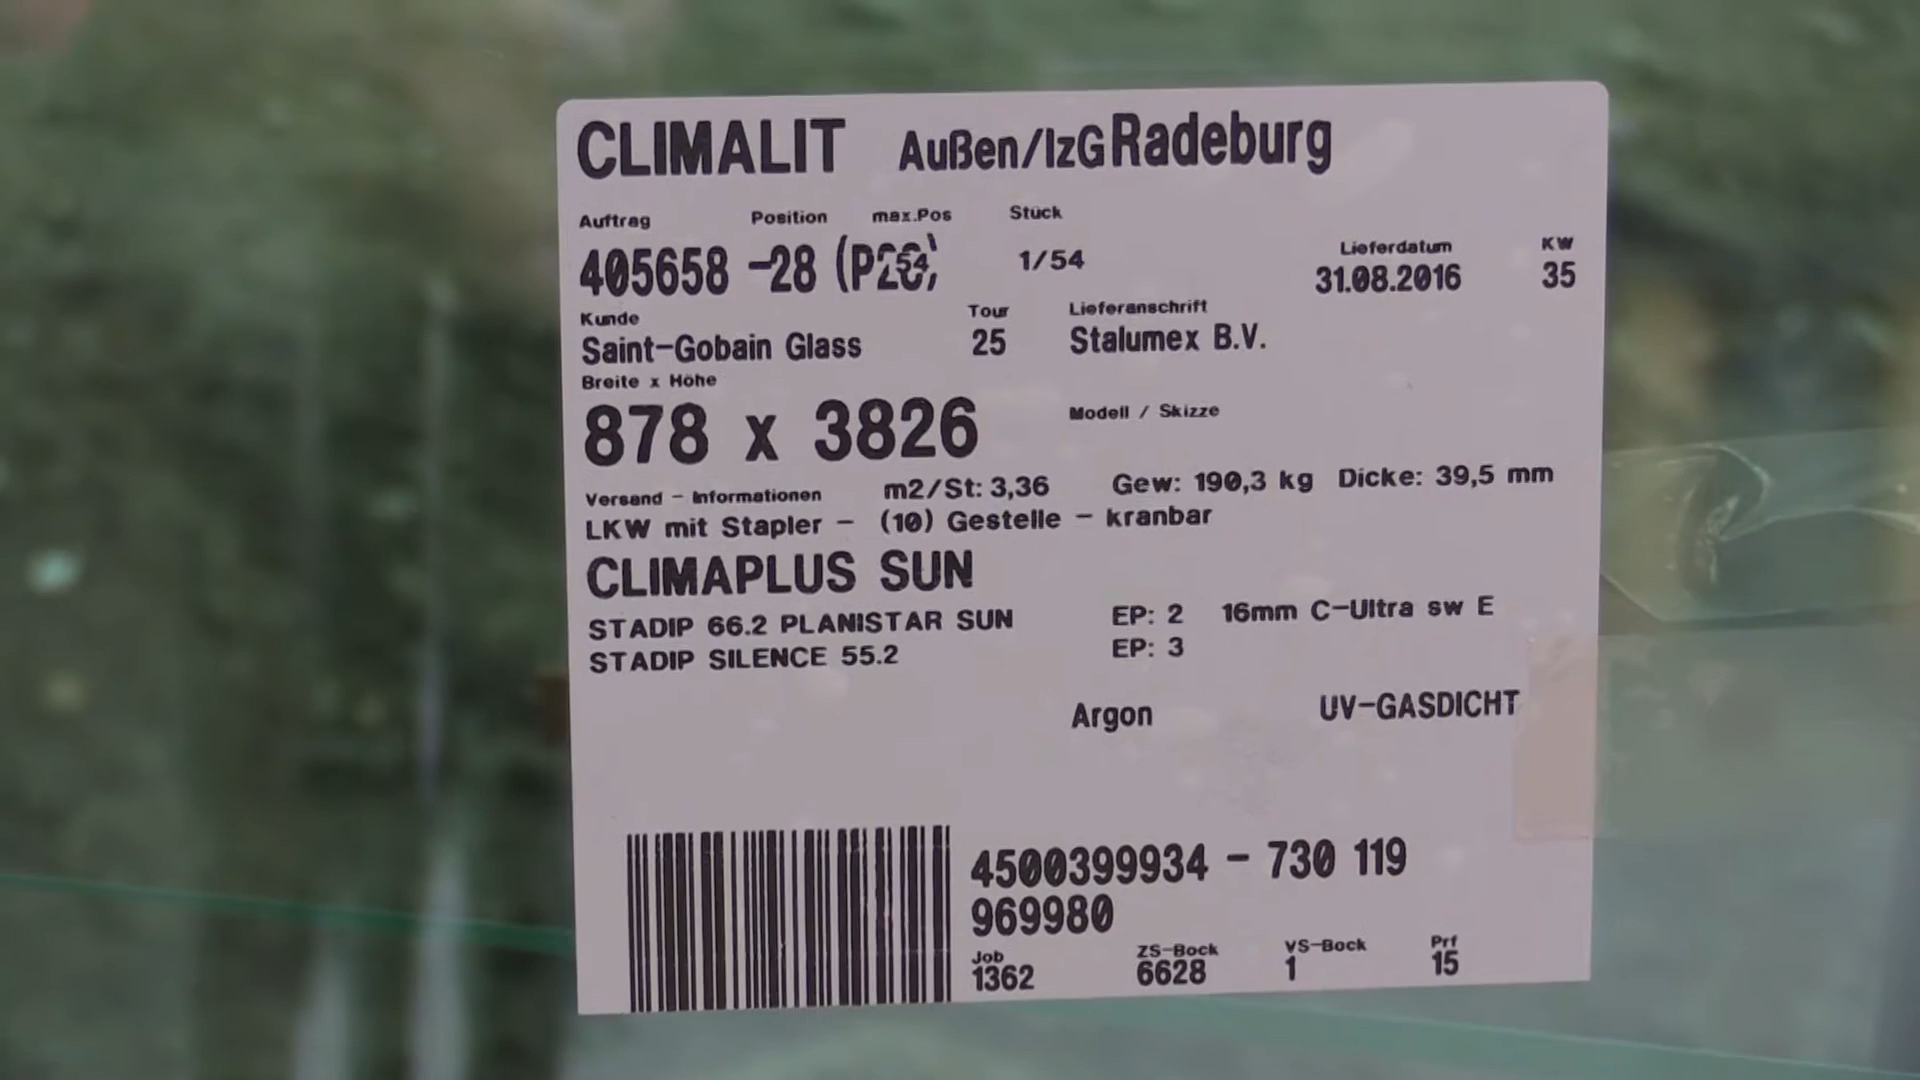 CLIMALIT Außen/IzG Radeburg
Auftrag Position max.Pos Stück
405658 -28 1/54
Lieferdatum KW
31.08.2016 35
Kunde Tour Lieferanschrift
Saint-Gobain Glass 25 Stalumex B.V.
Breite x Höhe
878 x 3826
Modell / Skizze
Versand - Informationen m2/St: 3,36 Gew: 190,3 kg Dicke: 39,5 mm
LKW mit Stapler - (10) Gestelle - kranbar
CLIMAPLUS SUN
STADIP 66.2 PLANISTAR SUN EP: 2 16mm C-Ultra sw E
STADIP SILENCE 55.2 EP: 3
Argon UV-GASDICHT
4500399934 - 730 119
969980
Job ZS-Bock VS-Bock Prf
1362 6628 1 15